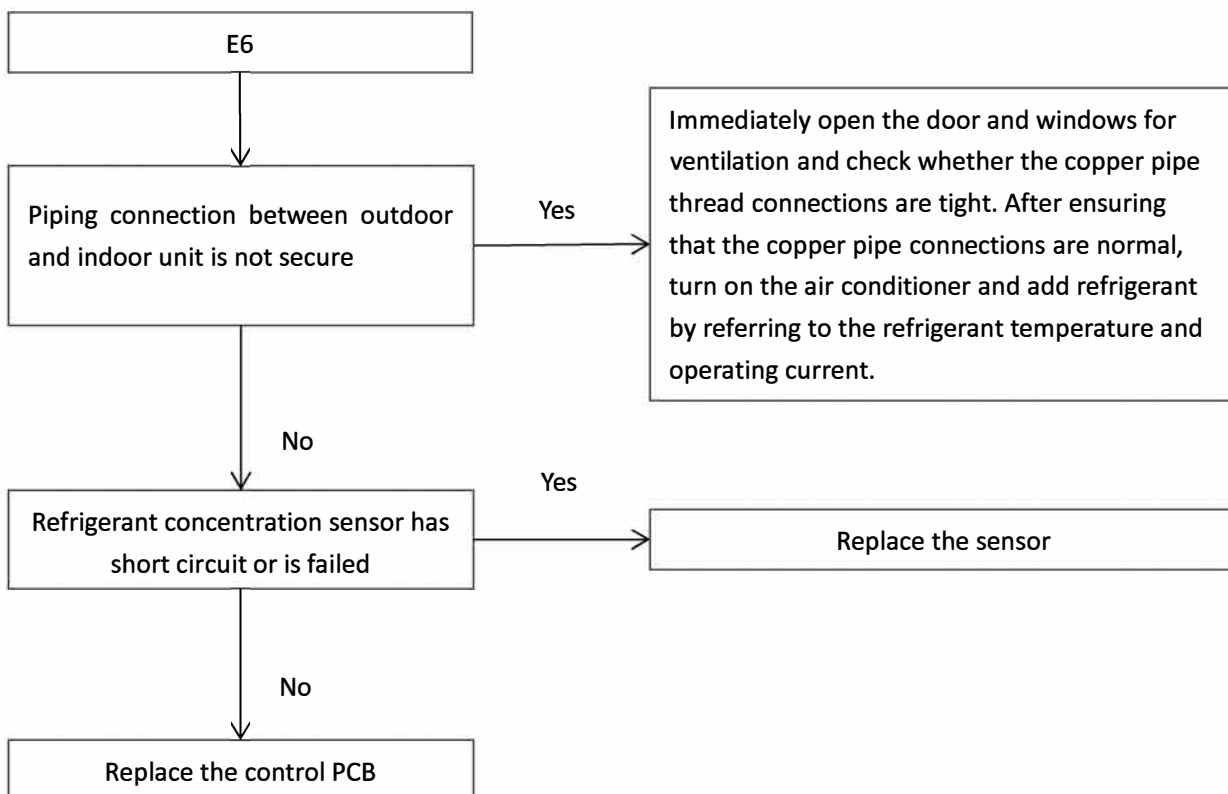 E6
Piping connection between outdoor
and indoor unit is not secure
Yes
Immediately open the door and windows for
ventilation and check whether the copper pipe
thread connections are tight. After ensuring
that the copper pipe connections are normal,
turn on the air conditioner and add refrigerant
by referring to the refrigerant temperature and
operating current.
No
Refrigerant concentration sensor has
short circuit or is failed
Yes
Replace the sensor
No
Replace the control PCB